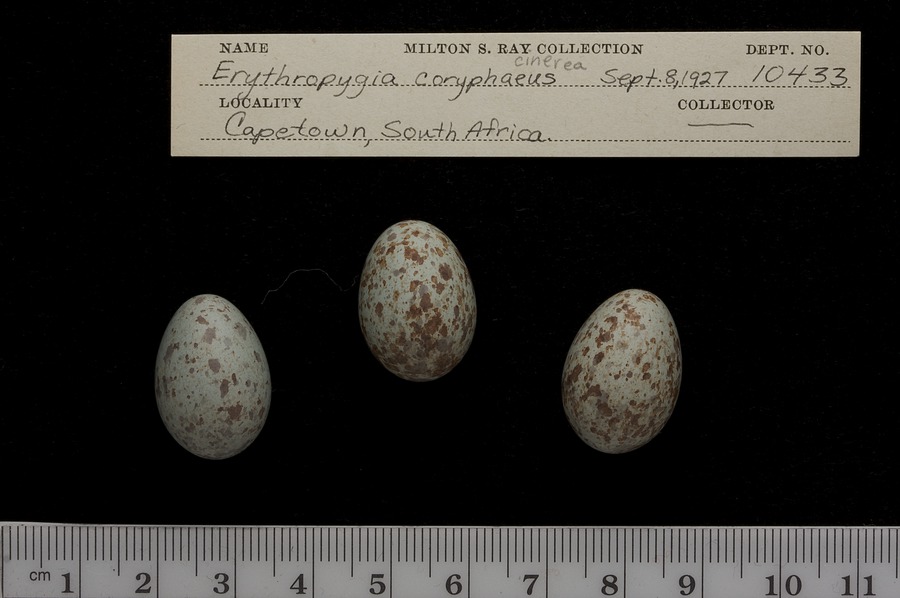 NAME MILTON S. RAY COLLECTION DEPT. NO.
cinerea
Erythropygia coryphaeus Sept. 8, 1927 10433
LOCALITY COLLECTOR
Capetown, South Africa.
cm 1 2 3 4 5 6 7 8 9 10 11